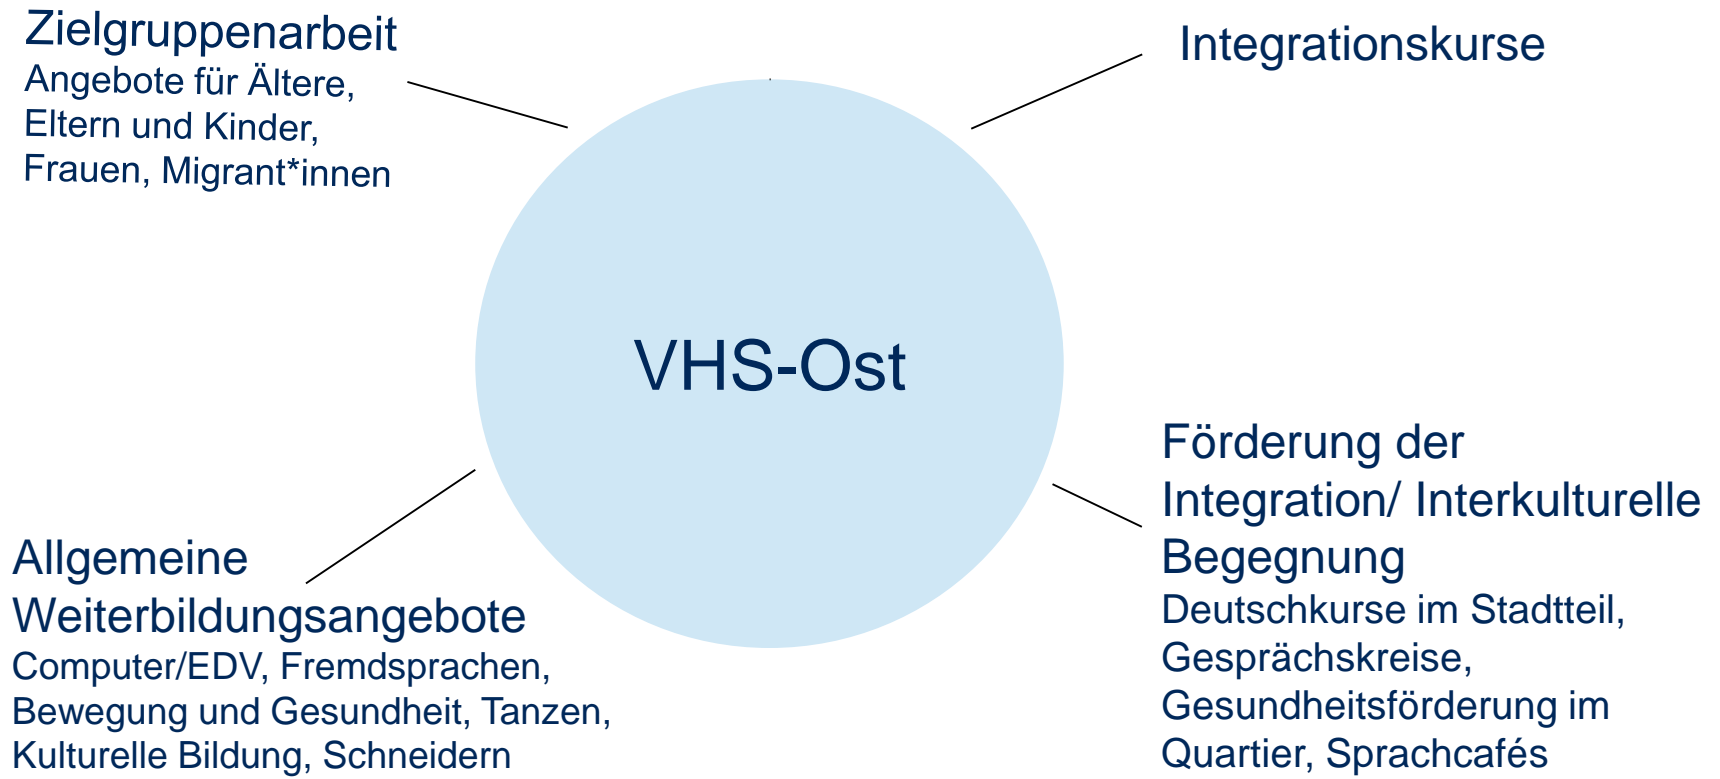 Zielgruppenarbeit
Angebote für Ältere,
Eltern und Kinder,
Frauen, Migrant*innen
Integrationskurse
VHS-Ost
Allgemeine
Weiterbildungsangebote
Computer/EDV, Fremdsprachen,
Bewegung und Gesundheit, Tanzen,
Kulturelle Bildung, Schneidern
Förderung der
Integration/ Interkulturelle
Begegnung
Deutschkurse im Stadtteil,
Gesprächskreise,
Gesundheitsförderung im
Quartier, Sprachcafés